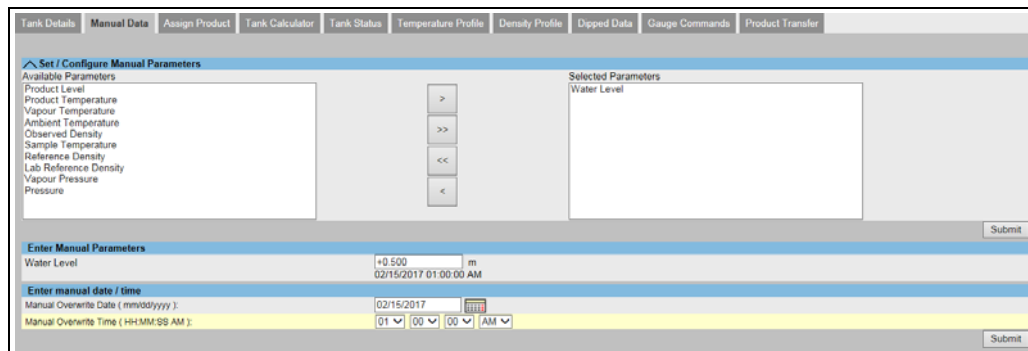 Tank Details Manual Data Assign Product Tank Calculator Tank Status Temperature Profile Density Profile Dipped Data Gauge Commands Product Transfer
Set / Configure Manual Parameters
Available Parameters
Product Level
Product Temperature
Vapour Temperature
Ambient Temperature
Observed Density
Sample Temperature
Reference Density
Lab Reference Density
Vapour Pressure
Pressure
>
>>
<<
<
Selected Parameters
Water Level
Submit
Enter Manual Parameters
Water Level +0.500 m
02/15/2017 01:00:00 AM
Enter manual date / time
Manual Overwrite Date ( mm/dd/yyyy ): 02/15/2017
Manual Overwrite Time ( HH:MM:SS AM ): 01 00 00 AM
Submit